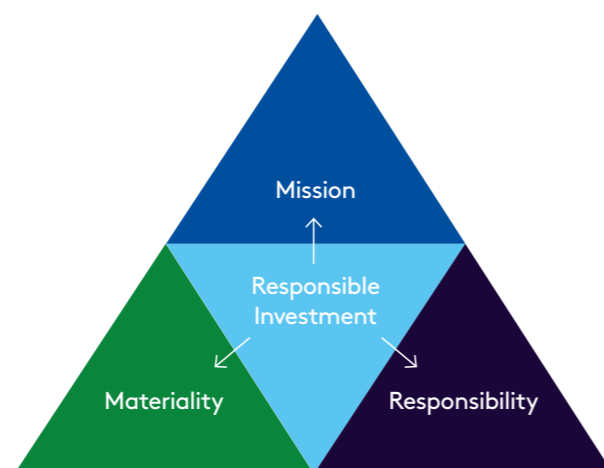 Mission
Responsible
Investment
Materiality
Responsibility